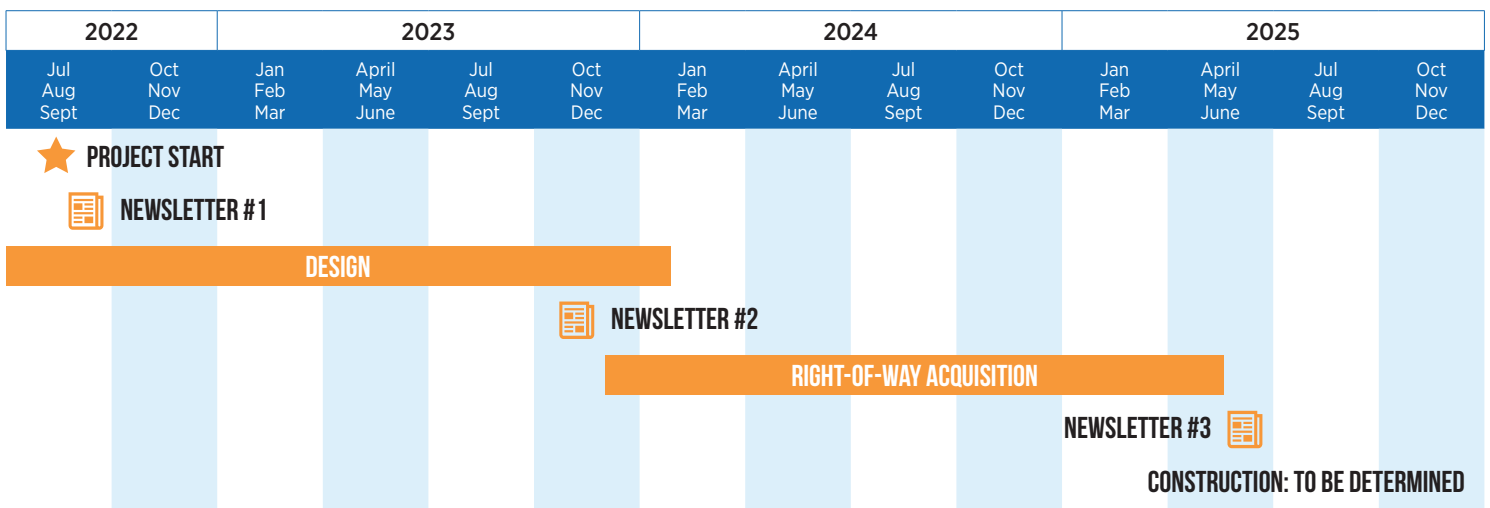 2022 2023 2024 2025
Jul Oct Jan April Jul Oct Jan April Jul Oct Jan April Jul Oct
Aug Nov Feb May Aug Nov Feb May Aug Nov Feb May Aug Nov
Sept Dec Mar June Sept Dec Mar June Sept Dec Mar June Sept Dec
PROJECT START
NEWSLETTER #1
DESIGN
NEWSLETTER #2
RIGHT-OF-WAY ACQUISITION
NEWSLETTER #3
CONSTRUCTION: TO BE DETERMINED